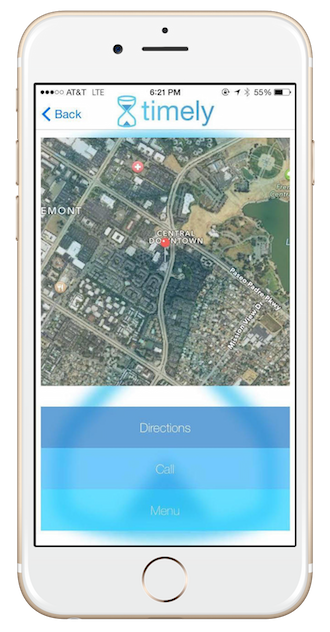 AT&T LTE 6:21 PM 55%
Back timely
EMONT
CENTRAL
DOWNTOWN
Paseo Padre Pkwy
Mission View Dr
Directions
Call
Menu